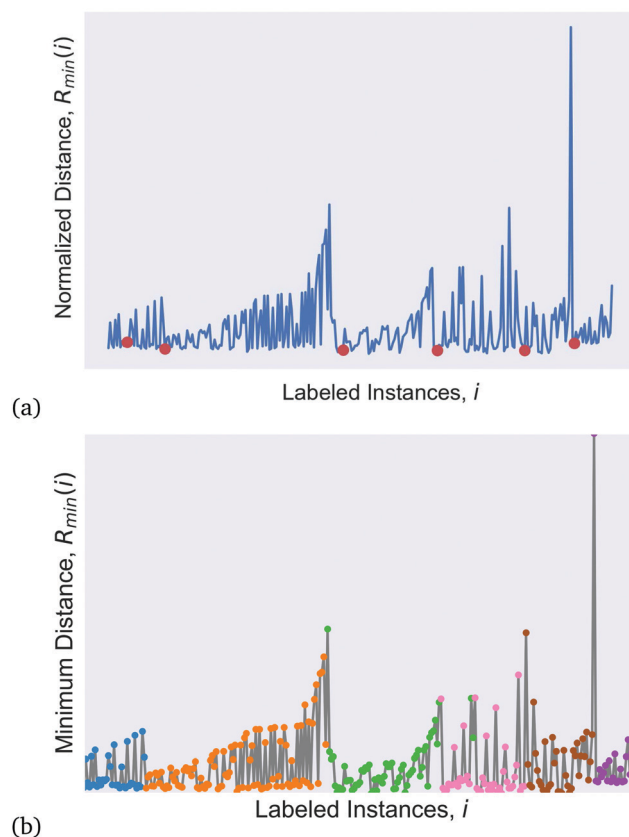 Normalized Distance, R_min(i)
Labeled Instances, i
(a)
Minimum Distance, R_min(i)
Labeled Instances, i
(b)